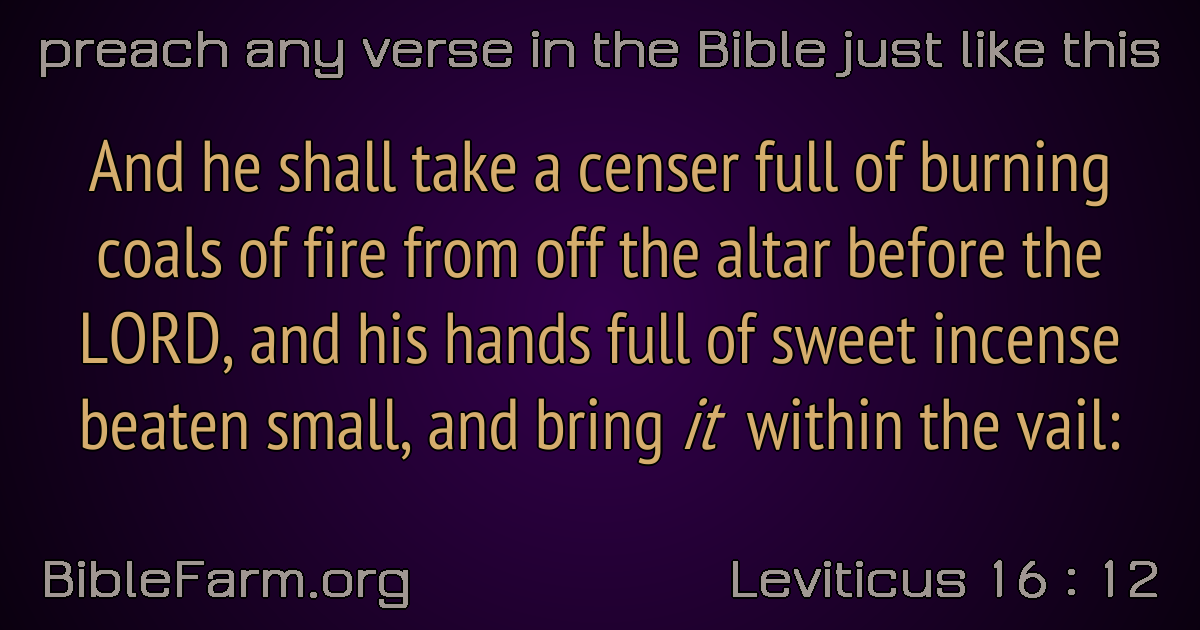 preach any verse in the Bible just like this
And he shall take a censer full of burning
coals of fire from off the altar before the
LORD, and his hands full of sweet incense
beaten small, and bring it within the vail:
BibleFarm.org
Leviticus 16 : 12